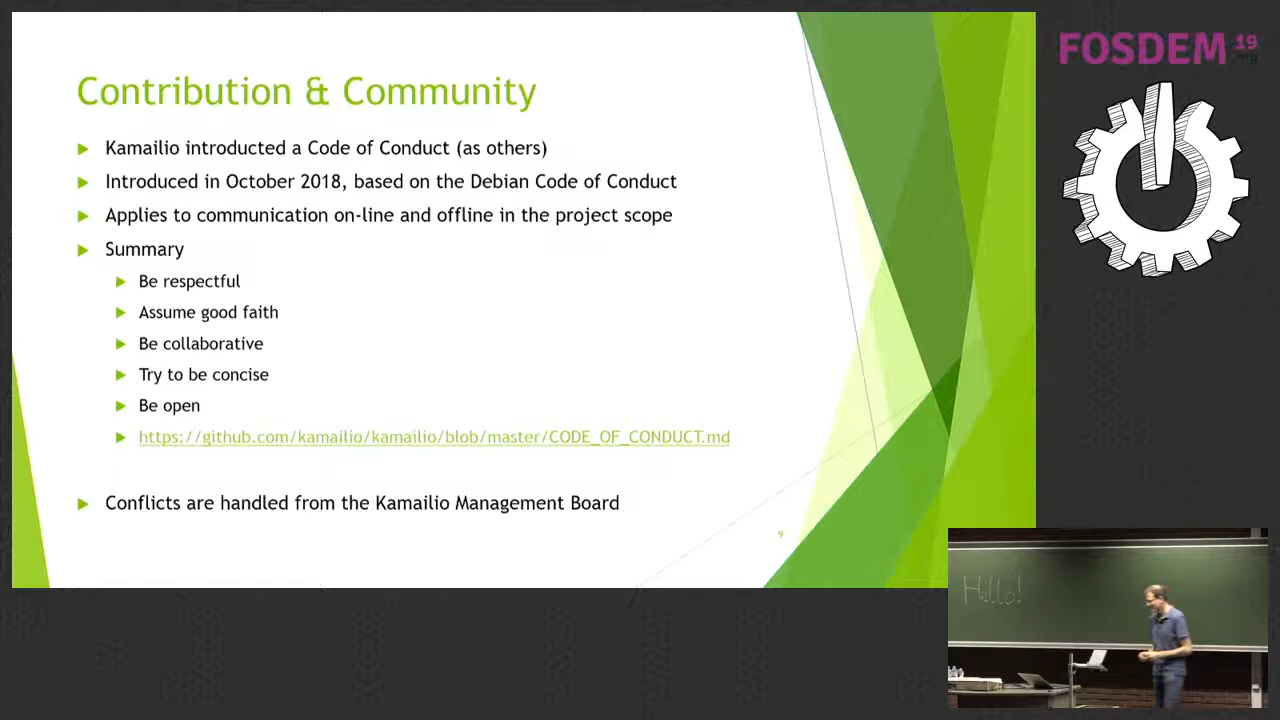 Contribution & Community
Kamailio introducted a Code of Conduct (as others)
Introduced in October 2018, based on the Debian Code of Conduct
Applies to communication on-line and offline in the project scope
Summary
Be respectful
Assume good faith
Be collaborative
Try to be concise
Be open
https://github.com/kamailio/kamailio/blob/master/CODE_OF_CONDUCT.md
Conflicts are handled from the Kamailio Management Board
9
FOSDEM 19
Hello!